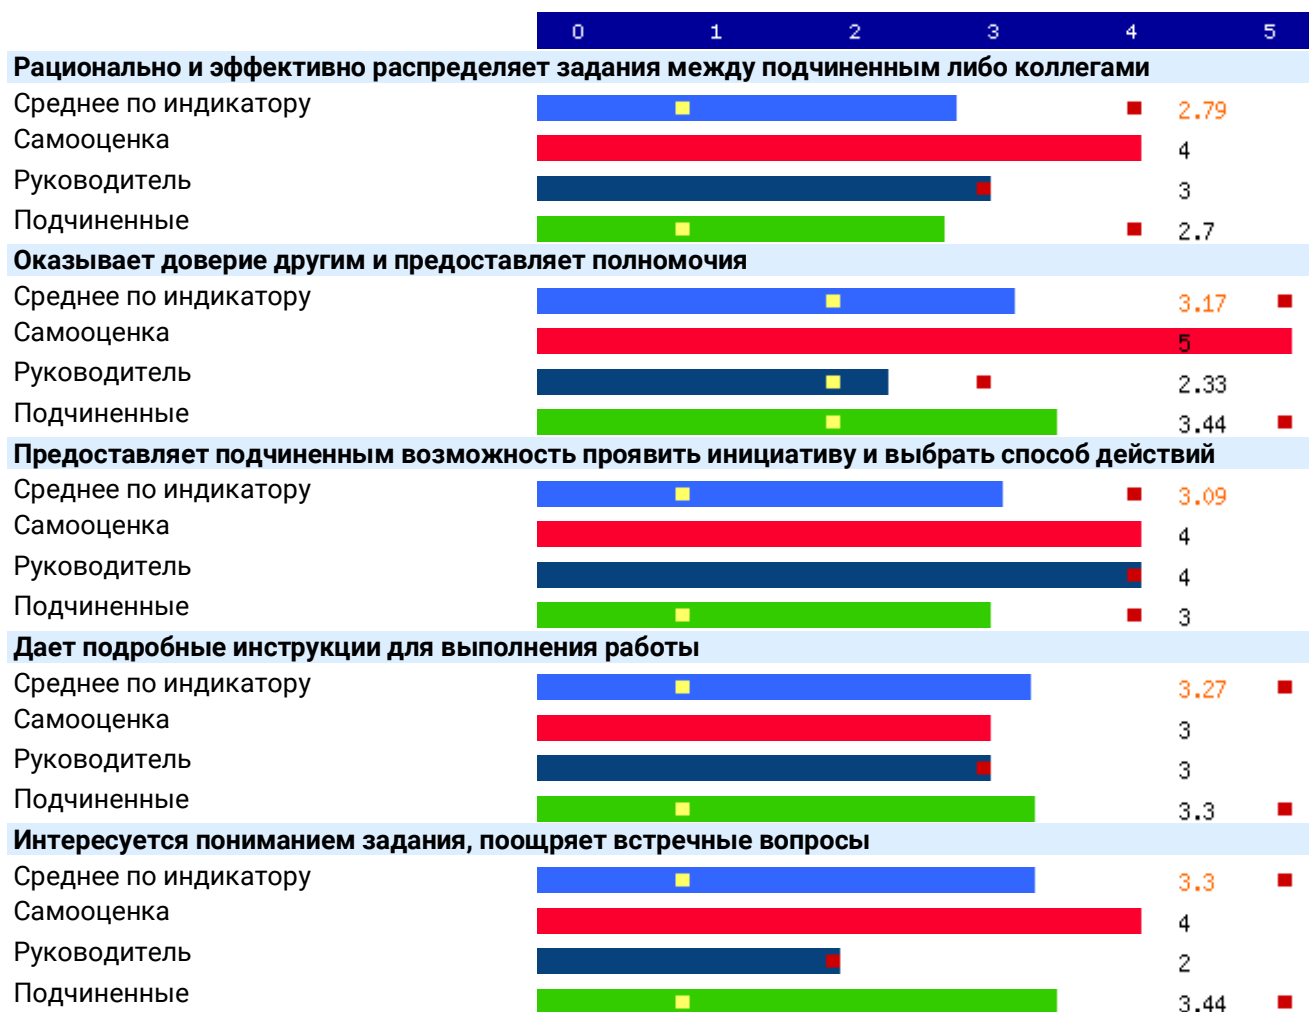 0 1 2 3 4 5
Рационально и эффективно распределяет задания между подчиненным либо коллегами
Среднее по индикатору 2.79
Самооценка 4
Руководитель 3
Подчиненные 2.7
Оказывает доверие другим и предоставляет полномочия
Среднее по индикатору 3.17
Самооценка 5
Руководитель 2.33
Подчиненные 3.44
Предоставляет подчиненным возможность проявить инициативу и выбрать способ действий
Среднее по индикатору 3.09
Самооценка 4
Руководитель 4
Подчиненные 3
Дает подробные инструкции для выполнения работы
Среднее по индикатору 3.27
Самооценка 3
Руководитель 3
Подчиненные 3.3
Интересуется пониманием задания, поощряет встречные вопросы
Среднее по индикатору 3.3
Самооценка 4
Руководитель 2
Подчиненные 3.44